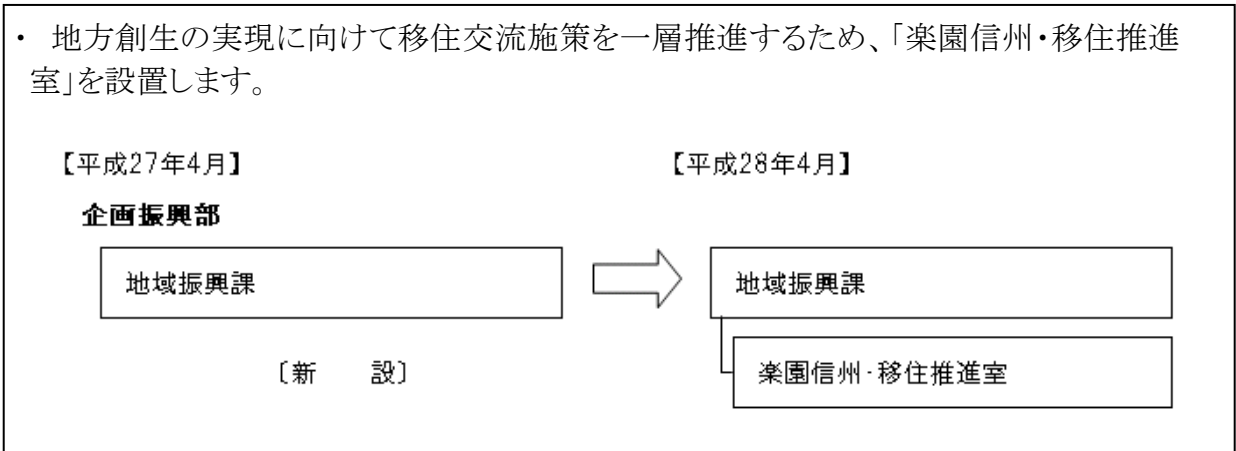 ・ 地方創生の実現に向けて移住交流施策を一層推進するため、「楽園信州・移住推進
室」を設置します。
【平成27年4月】 【平成28年4月】
企画振興部
地域振興課 地域振興課
〔新 設〕 楽園信州・移住推進室